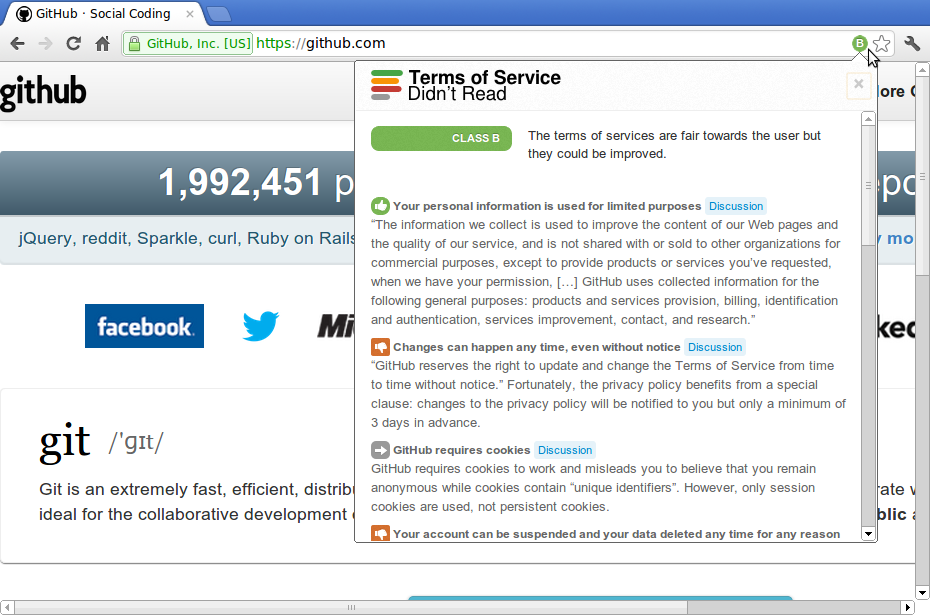 GitHub · Social Coding
GitHub, Inc. [US] https://github.com
B
github
Terms of Service
Didn't Read
ore
CLASS B
The terms of services are fair towards the user but
they could be improved.
1,992,451 p
epo
jQuery, reddit, Sparkle, curl, Ruby on Rails
y mo
Your personal information is used for limited purposes Discussion
“The information we collect is used to improve the content of our Web pages and
the quality of our service, and is not shared with or sold to other organizations for
commercial purposes, except to provide products or services you’ve requested,
when we have your permission, […] GitHub uses collected information for the
following general purposes: products and services provision, billing, identification
and authentication, services improvement, contact, and research.”
facebook.
Mi
ked
Changes can happen any time, even without notice Discussion
“GitHub reserves the right to update and change the Terms of Service from time
to time without notice.” Fortunately, the privacy policy benefits from a special
clause: changes to the privacy policy will be notified to you but only a minimum of
3 days in advance.
git /'gɪt/
GitHub requires cookies Discussion
GitHub requires cookies to work and misleads you to believe that you remain
anonymous while cookies contain “unique identifiers”. However, only session
cookies are used, not persistent cookies.
Git is an extremely fast, efficient, distribu
rate w
ideal for the collaborative development
blic a
Your account can be suspended and your data deleted any time for any reason